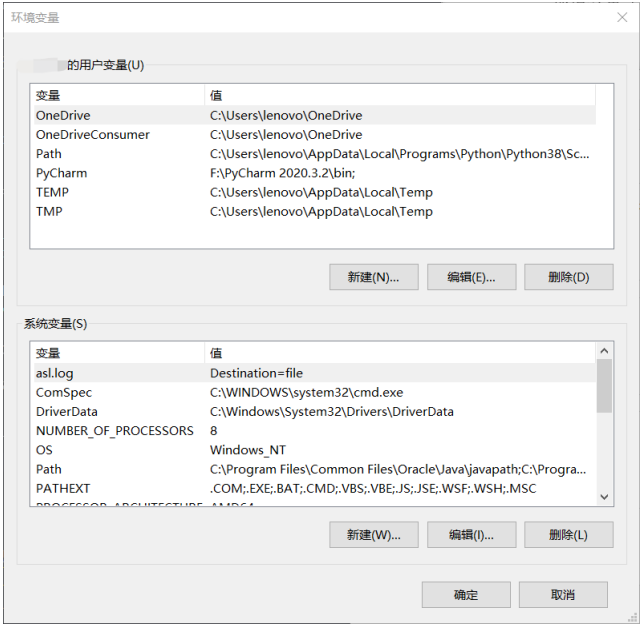 环境变量
的用户变量(U)
变量 值
OneDrive C:\Users\lenovo\OneDrive
OneDriveConsumer C:\Users\lenovo\OneDrive
Path C:\Users\lenovo\AppData\Local\Programs\Python\Python38\Sc...
PyCharm F:\PyCharm 2020.3.2\bin;
TEMP C:\Users\lenovo\AppData\Local\Temp
TMP C:\Users\lenovo\AppData\Local\Temp
新建(N)... 编辑(E)... 删除(D)
系统变量(S)
变量 值
asl.log Destination=file
ComSpec C:\WINDOWS\system32\cmd.exe
DriverData C:\Windows\System32\Drivers\DriverData
NUMBER_OF_PROCESSORS 8
OS Windows_NT
Path C:\Program Files\Common Files\Oracle\Java\javapath;C:\Progra...
PATHEXT .COM;.EXE;.BAT;.CMD;.VBS;.VBE;.JS;.JSE;.WSF;.WSH;.MSC
PROCESSOR_ARCHITECTURE AMD64
新建(W)... 编辑(I)... 删除(L)
确定 取消